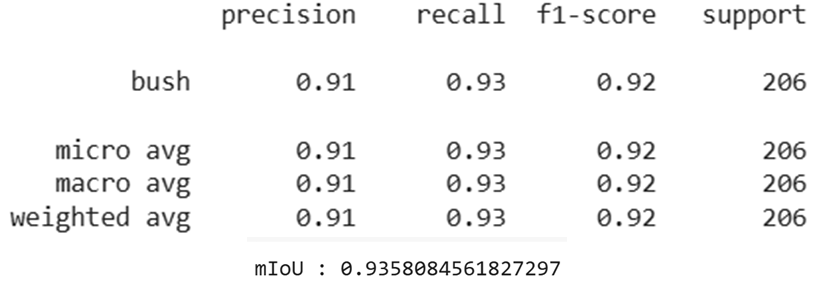 precision recall f1-score support
bush 0.91 0.93 0.92 206
micro avg 0.91 0.93 0.92 206
macro avg 0.91 0.93 0.92 206
weighted avg 0.91 0.93 0.92 206
mIoU : 0.9358084561827297